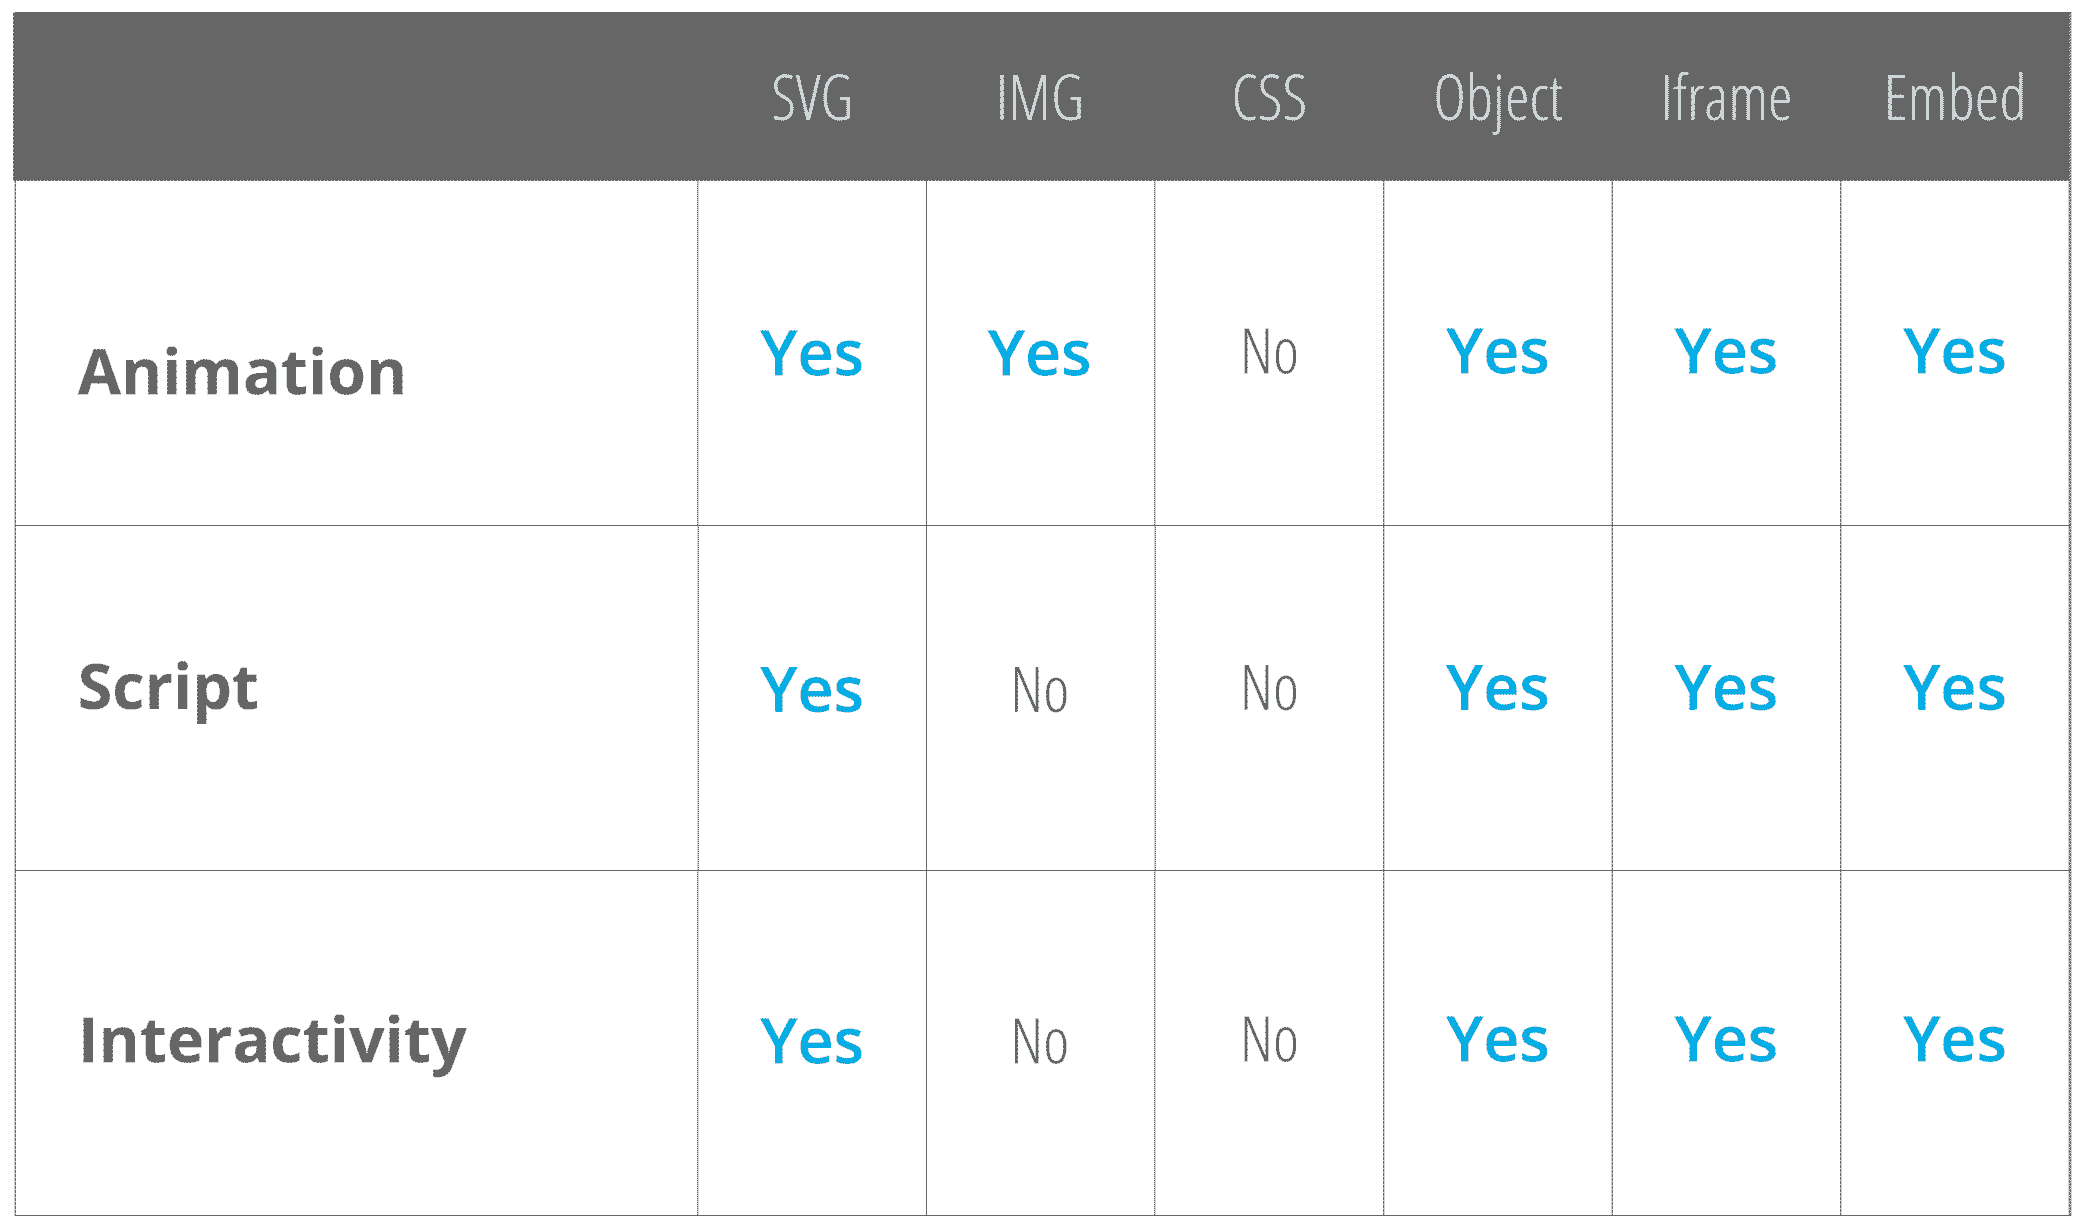 SVG IMG CSS Object Iframe Embed
Animation Yes Yes No Yes Yes Yes
Script Yes No No Yes Yes Yes
Interactivity Yes No No Yes Yes Yes